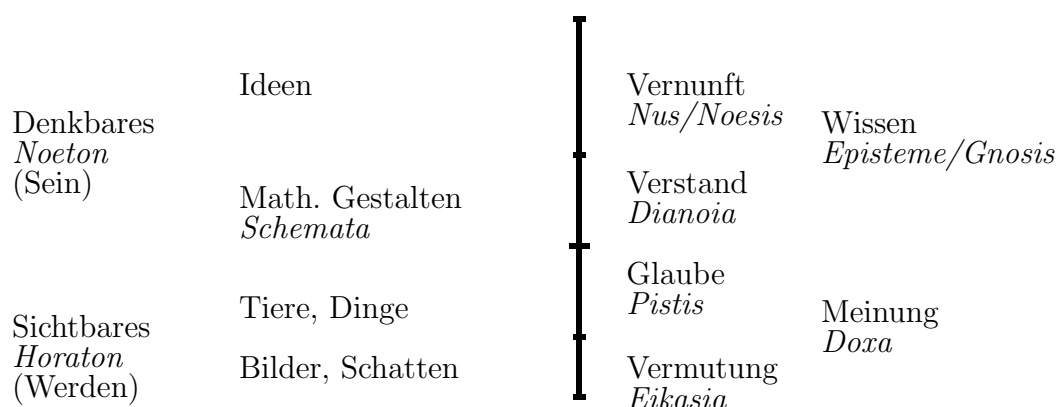 Ideen
Denkbares
Noeton
(Sein)
Math. Gestalten
Schemata
Tiere, Dinge
Sichtbares
Horaton
(Werden)
Bilder, Schatten
Vernunft
Nus/Noesis
Wissen
Episteme/Gnosis
Verstand
Dianoia
Glaube
Pistis
Meinung
Doxa
Vermutung
Eikasia